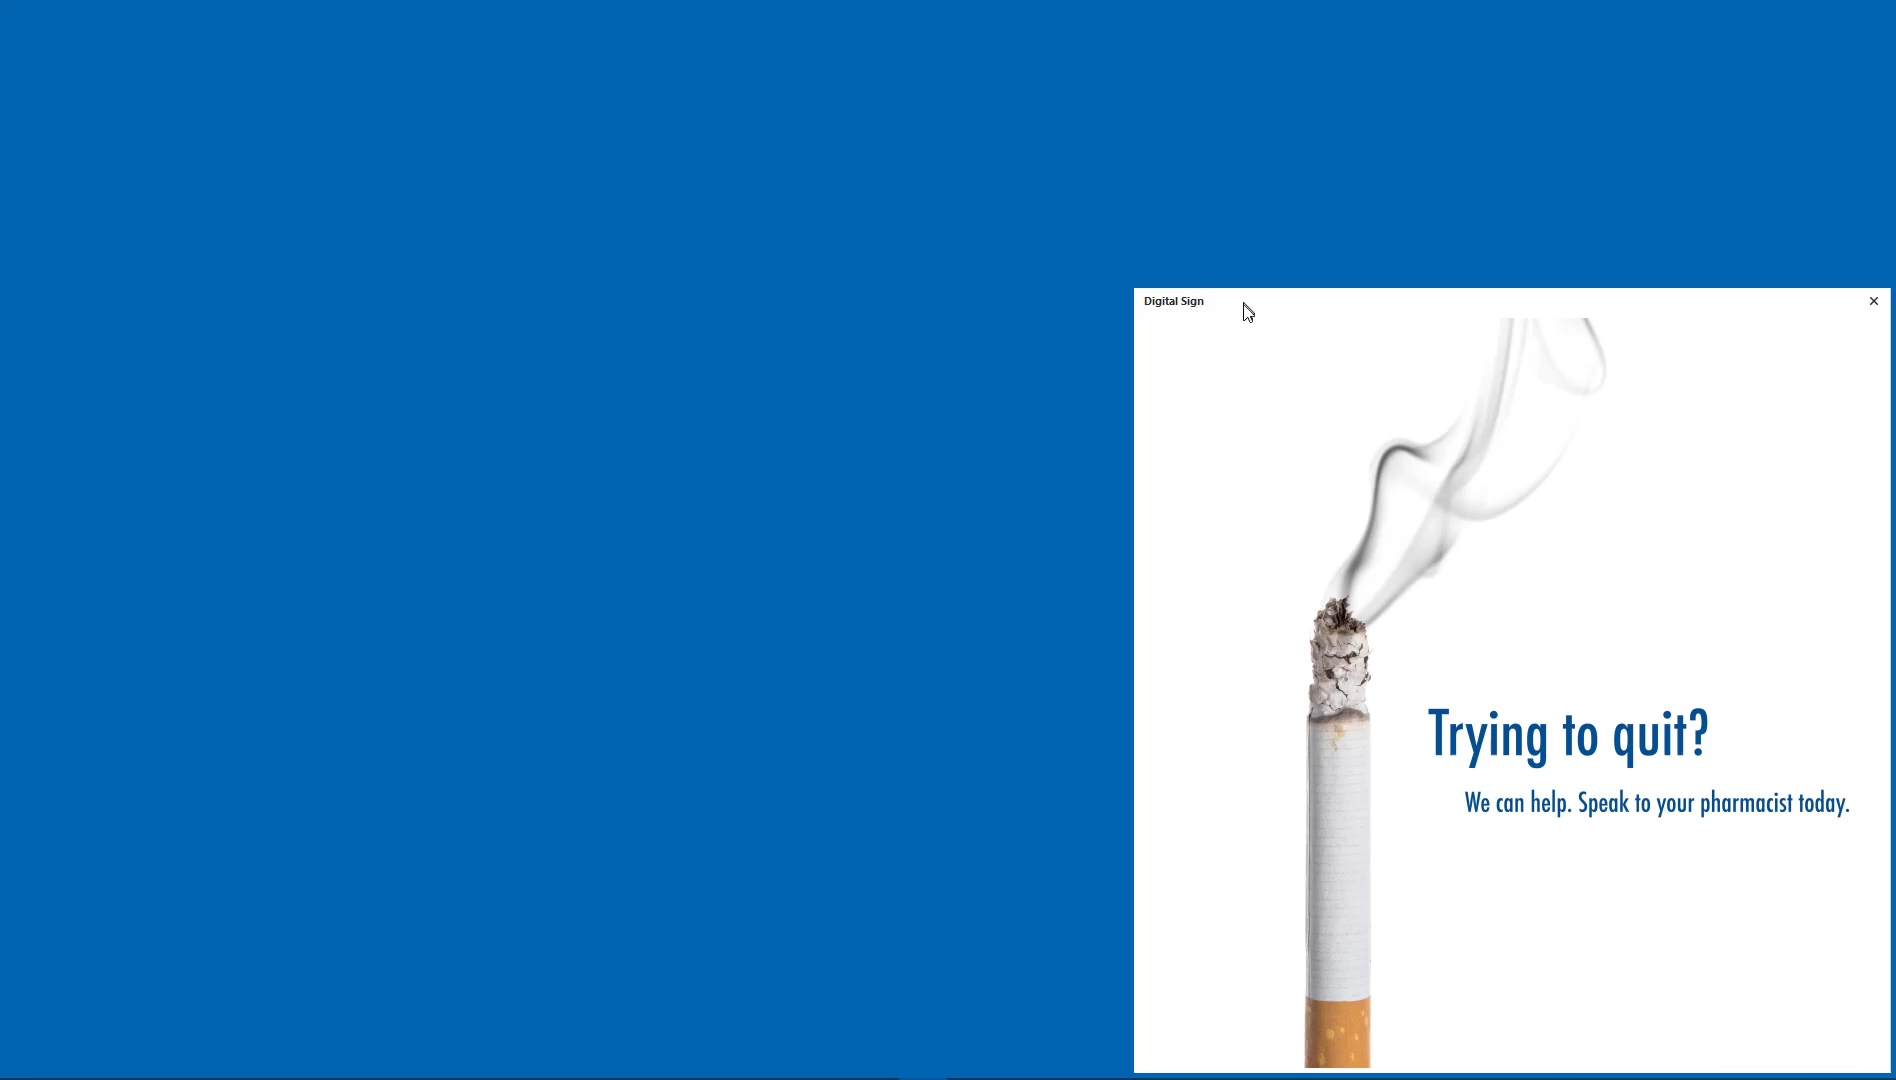 Digital Sign
Trying to quit?
We can help. Speak to your pharmacist today.